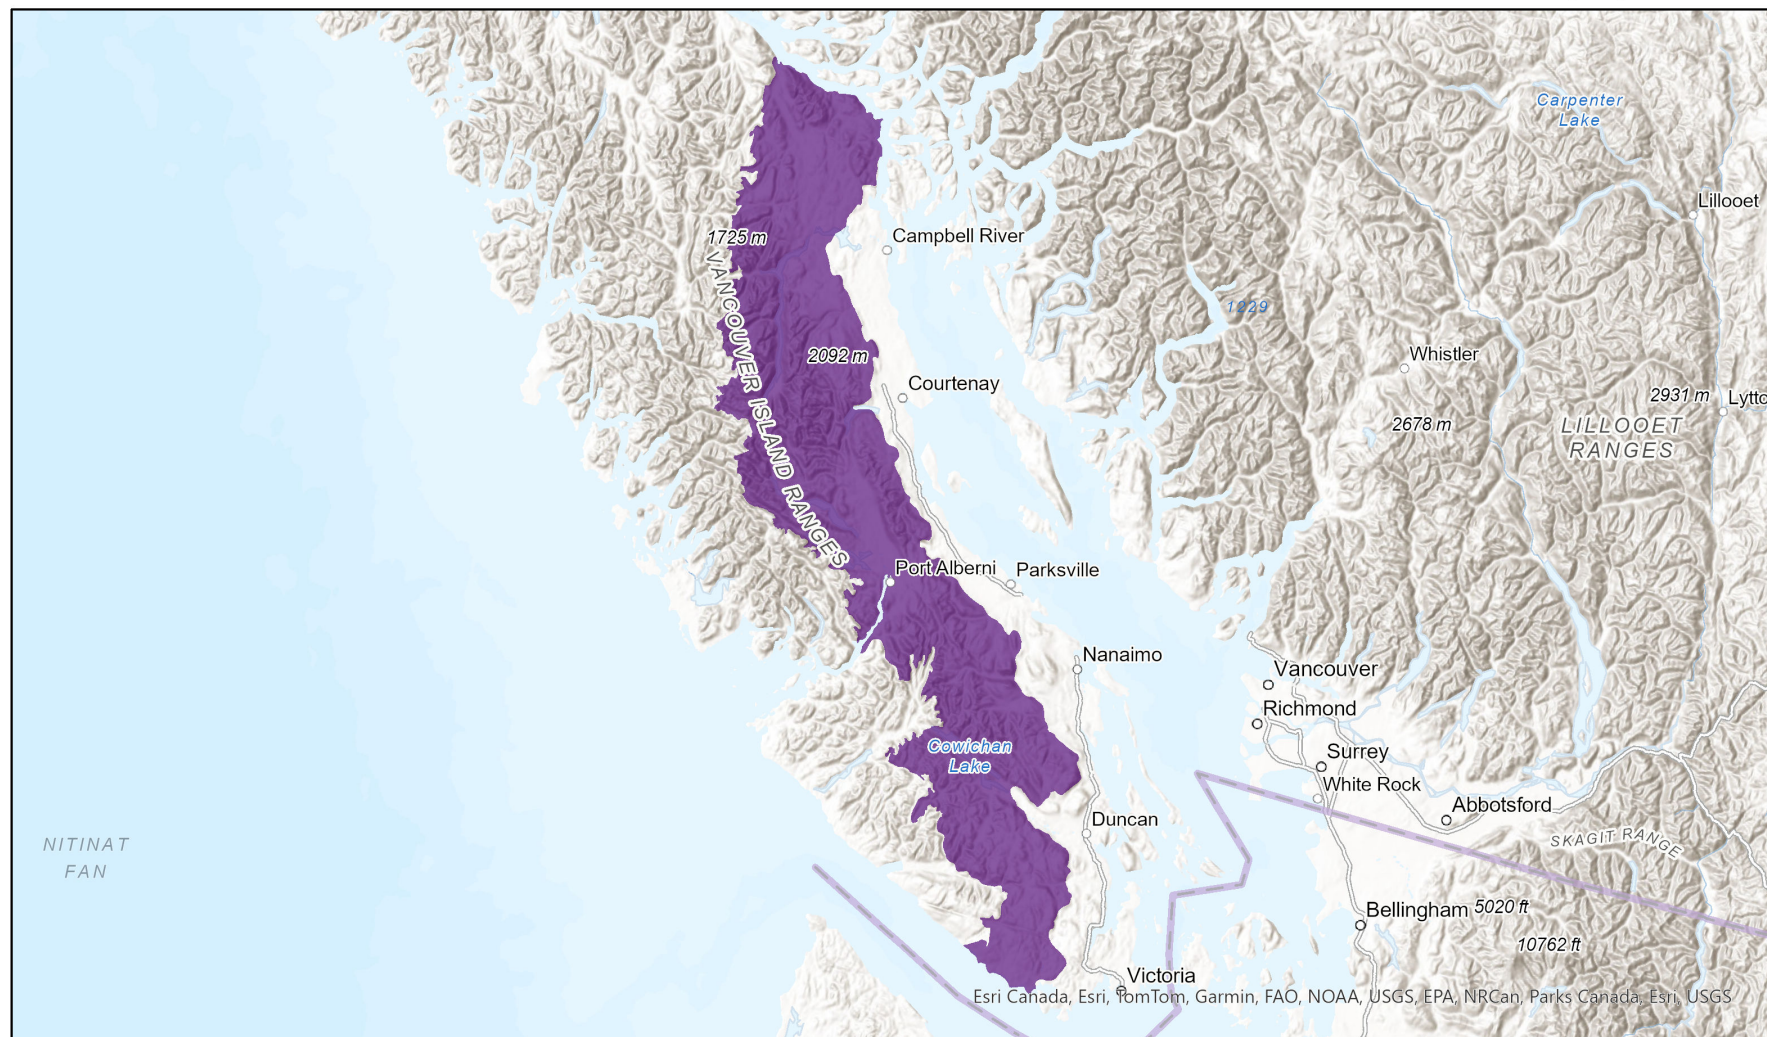 Carpenter
Lake
Lillooet
Campbell River
1725 m
VANCOUVER ISLAND RANGES
1229
2092 m
Whistler
Courtenay
2931 m
Lytto
2678 m
LILLOOET
RANGES
Port Alberni
Parksville
Nanaimo
Vancouver
Richmond
Cowichan
Lake
Surrey
White Rock
Abbotsford
Duncan
SKAGIT RANGE
NITINAT
FAN
Bellingham
5020 ft
10762 ft
Victoria
Esri Canada, Esri, TomTom, Garmin, FAO, NOAA, USGS, EPA, NRCan, Parks Canada, Esri, USGS